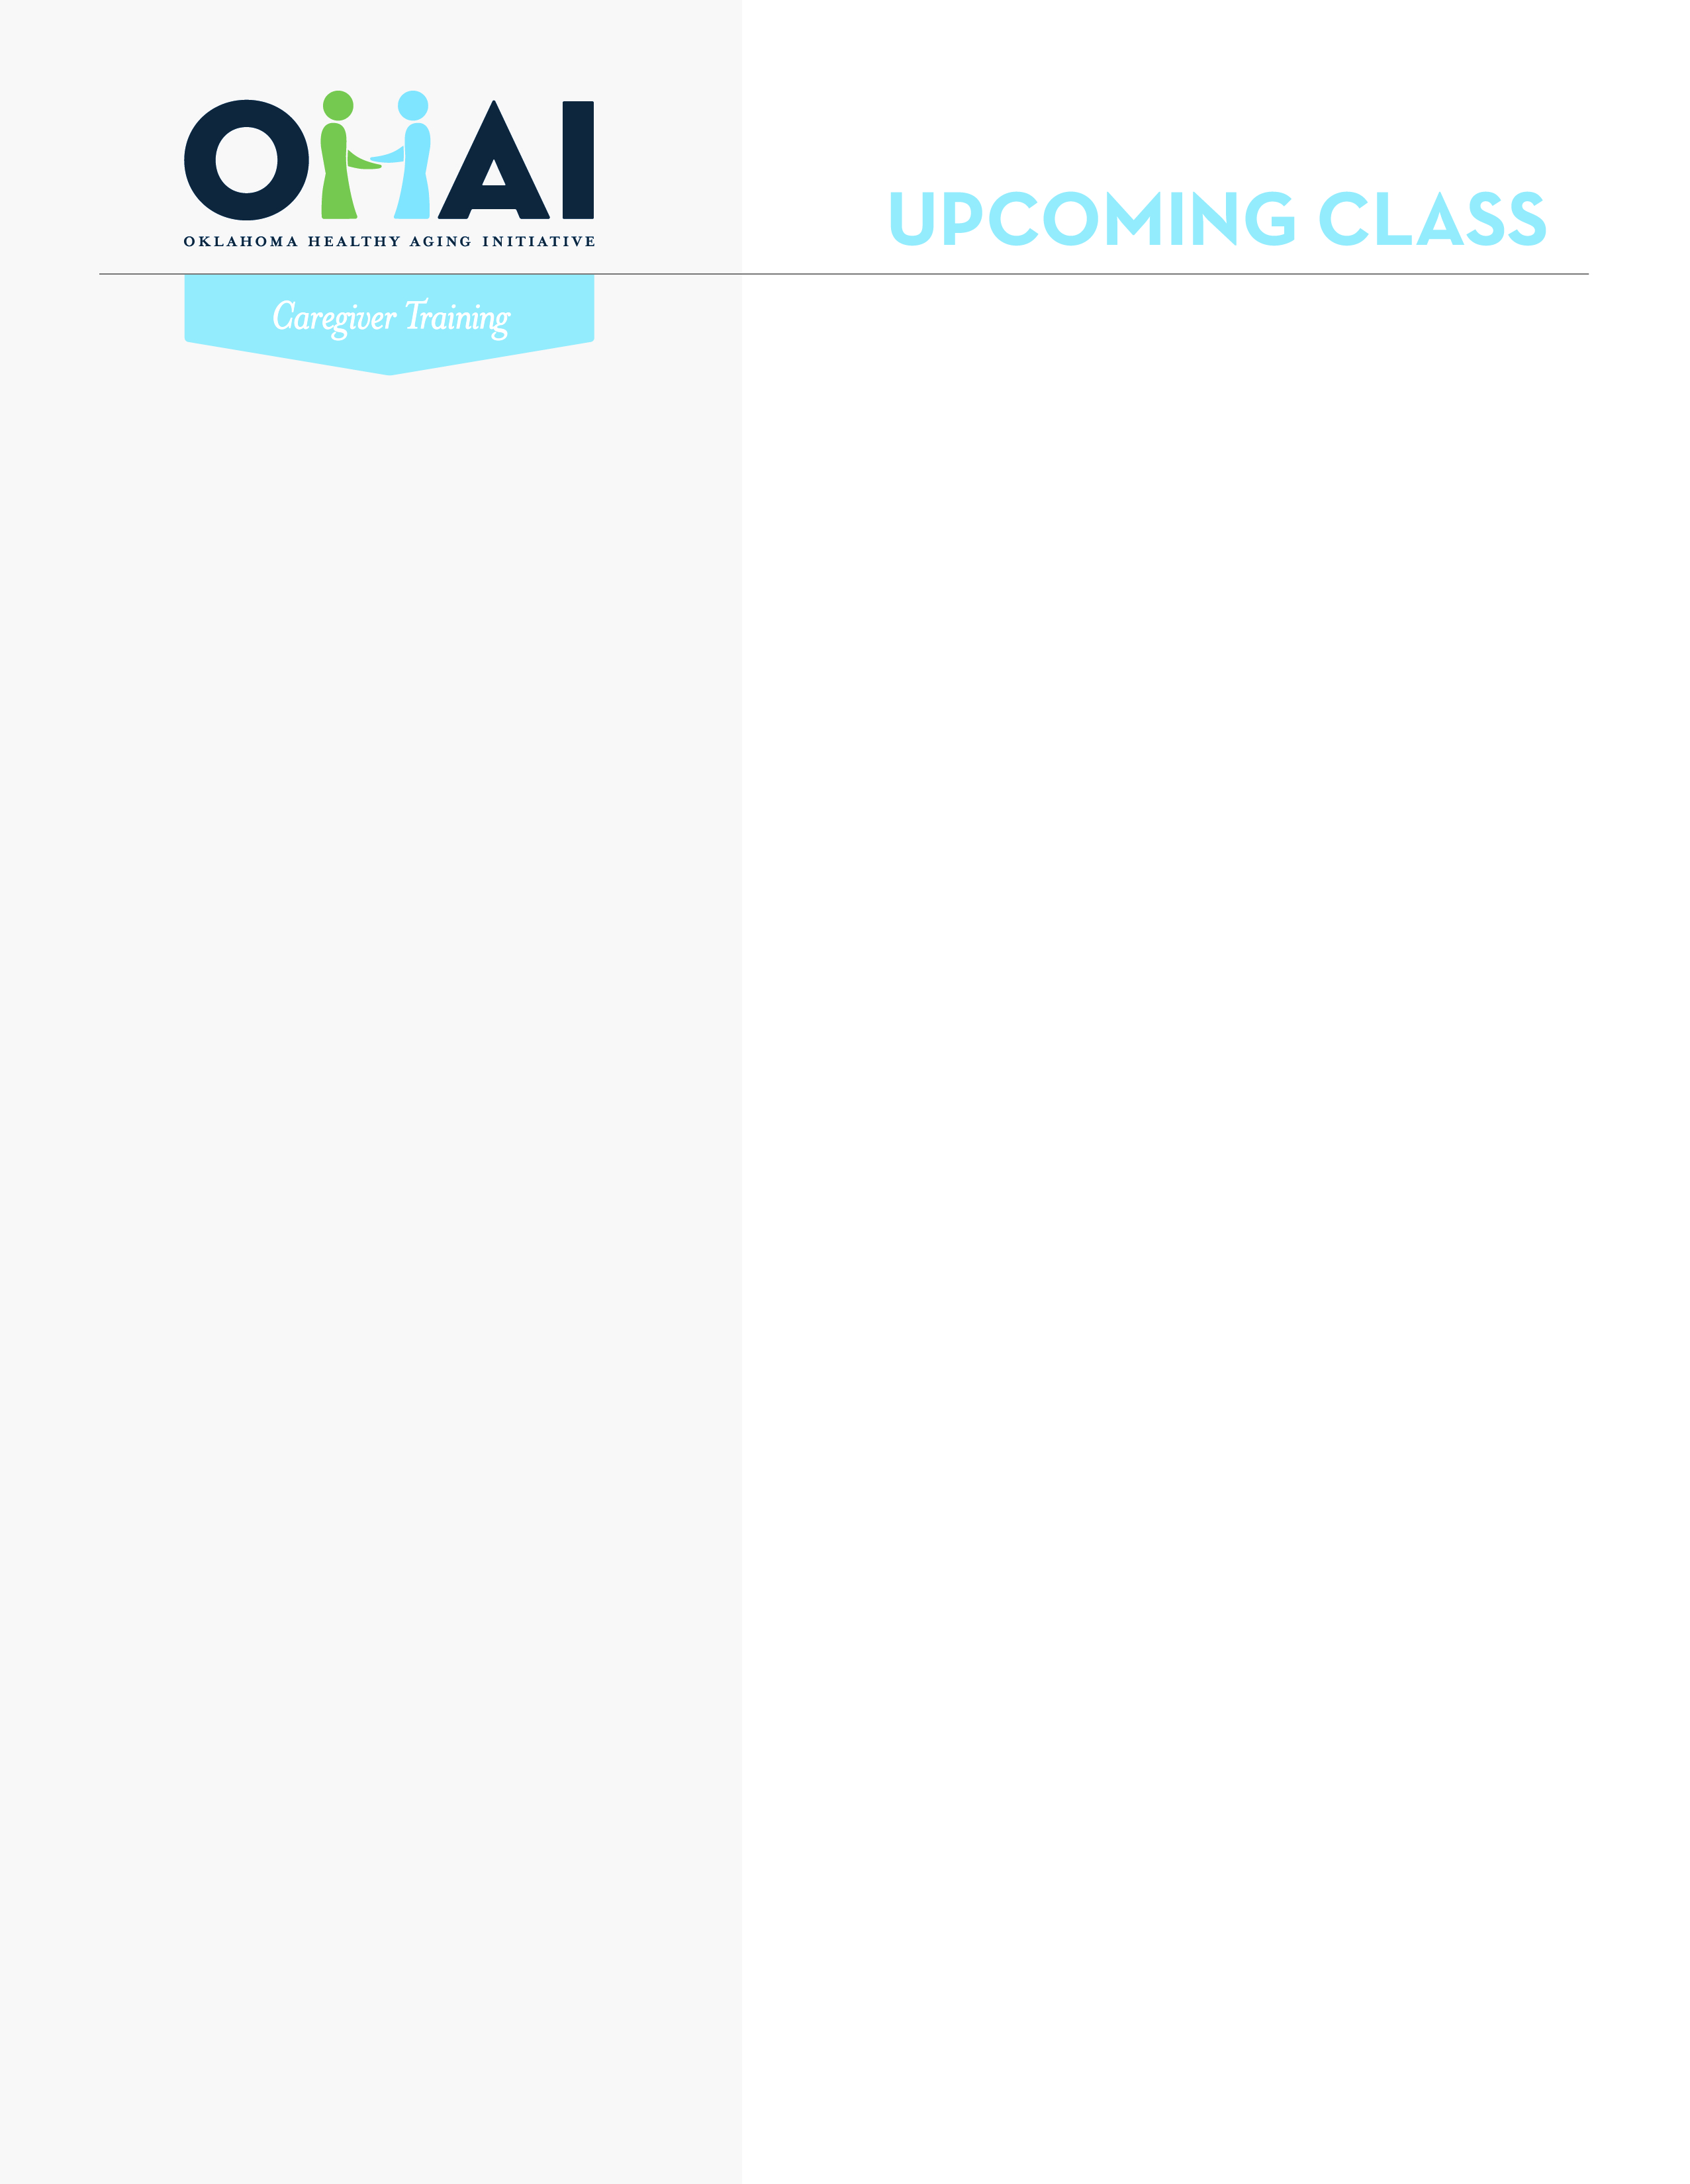 OHAI
OKLAHOMA HEALTHY AGING INITIATIVE
UPCOMING CLASS
Caregiver Training